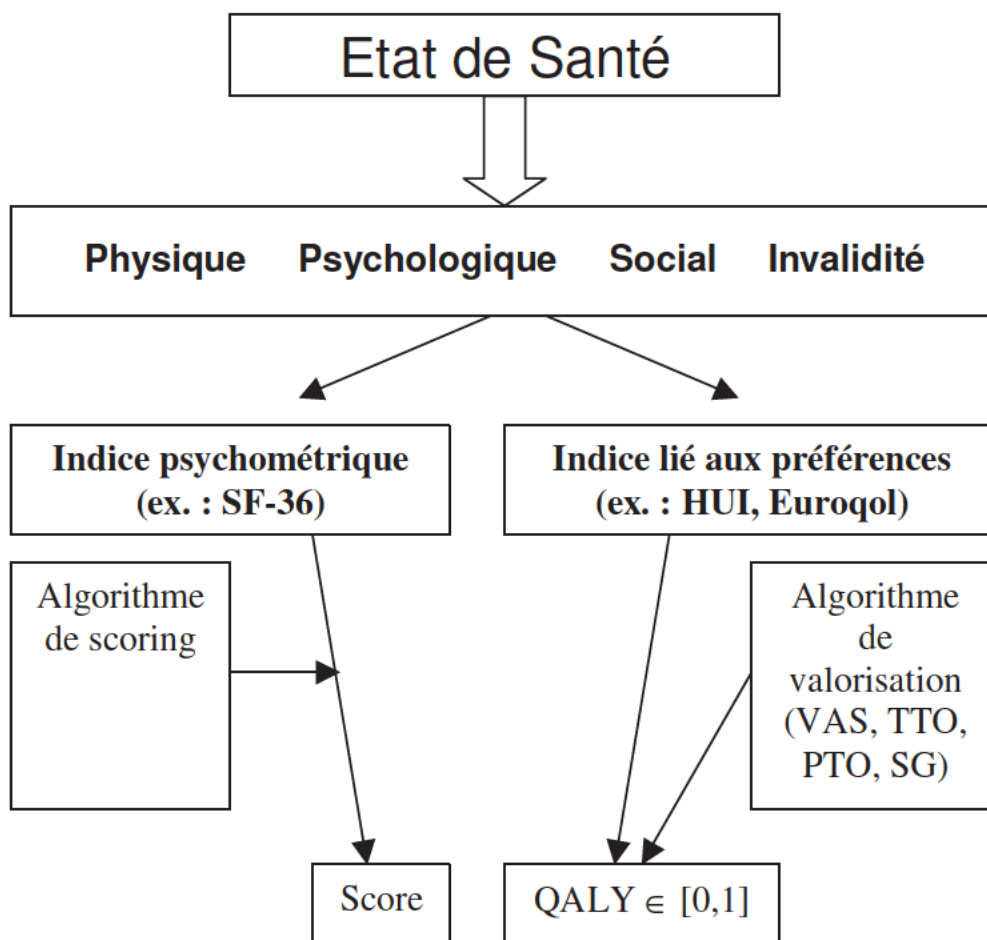 Etat de Santé
Physique Psychologique Social Invalidité
Indice psychométrique
(ex. : SF-36)
Indice lié aux préférences
(ex. : HUI, Euroqol)
Algorithme
de scoring
Algorithme
de
valorisation
(VAS, TTO,
PTO, SG)
Score
QALY ∈ [0,1]